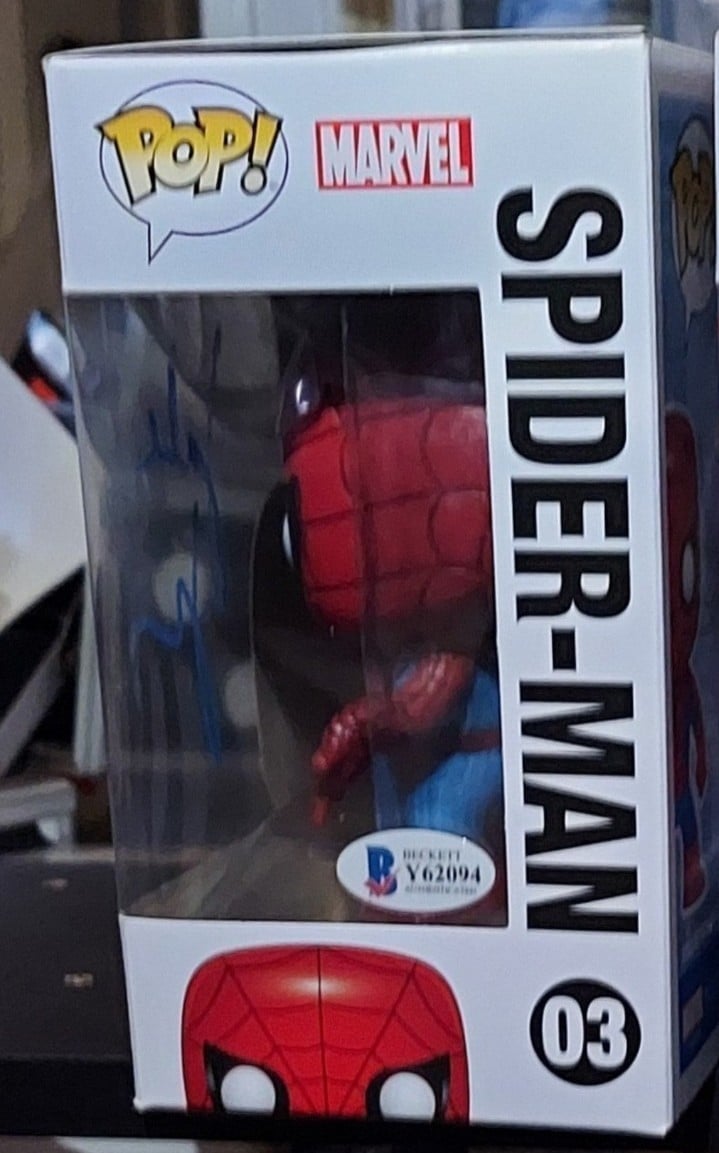 POP!
MARVEL
SPIDER-MAN
BECKETT
Y62094
03